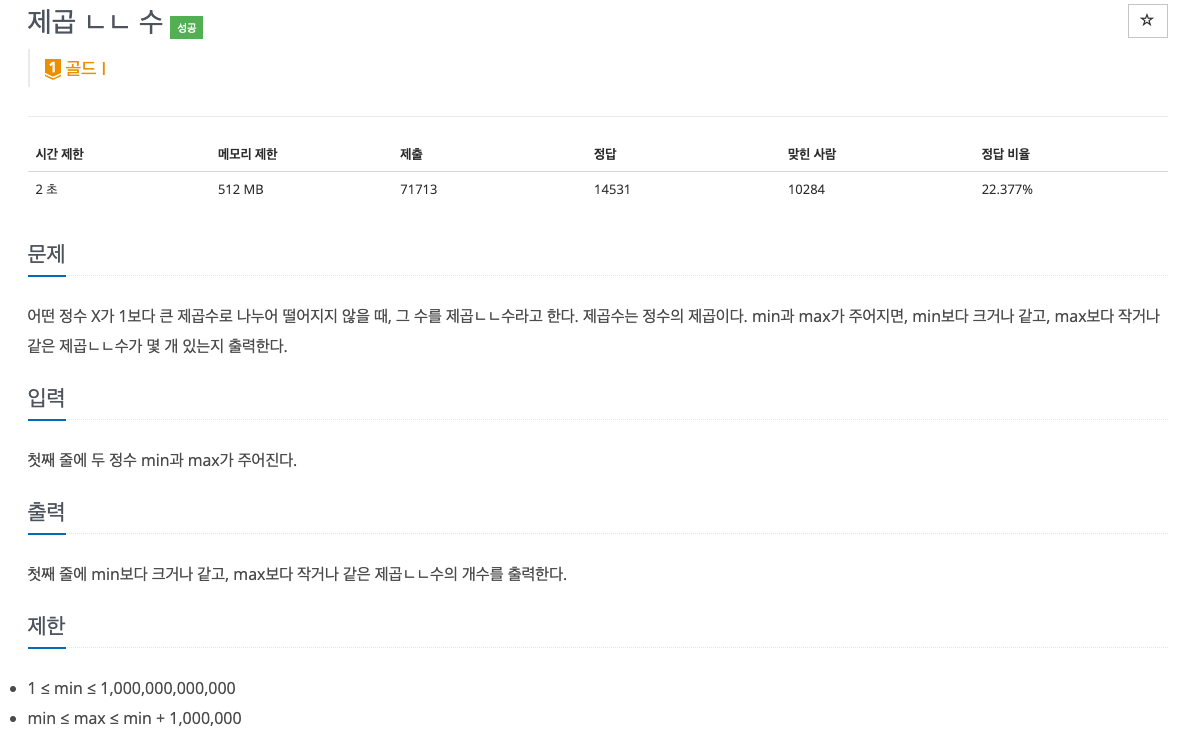 제곱 ㄴㄴ 수 성공
1 골드 I
시간 제한 메모리 제한 제출 정답 맞힌 사람 정답 비율
2 초 512 MB 71713 14531 10284 22.377%
문제
어떤 정수 X가 1보다 큰 제곱수로 나누어 떨어지지 않을 때, 그 수를 제곱ㄴㄴ수라고 한다. 제곱수는 정수의 제곱이다. min과 max가 주어지면, min보다 크거나 같고, max보다 작거나
같은 제곱ㄴㄴ수가 몇 개 있는지 출력한다.
입력
첫째 줄에 두 정수 min과 max가 주어진다.
출력
첫째 줄에 min보다 크거나 같고, max보다 작거나 같은 제곱ㄴㄴ수의 개수를 출력한다.
제한
• 1 ≤ min ≤ 1,000,000,000,000
• min ≤ max ≤ min + 1,000,000